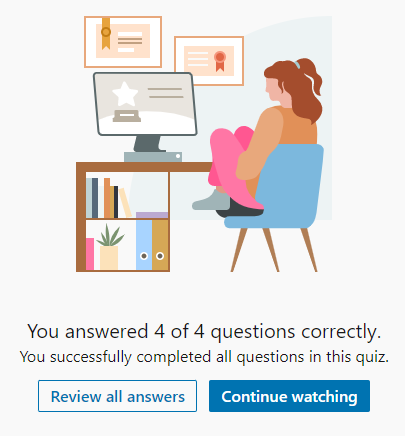 You answered 4 of 4 questions correctly.
You successfully completed all questions in this quiz.
Review all answers
Continue watching